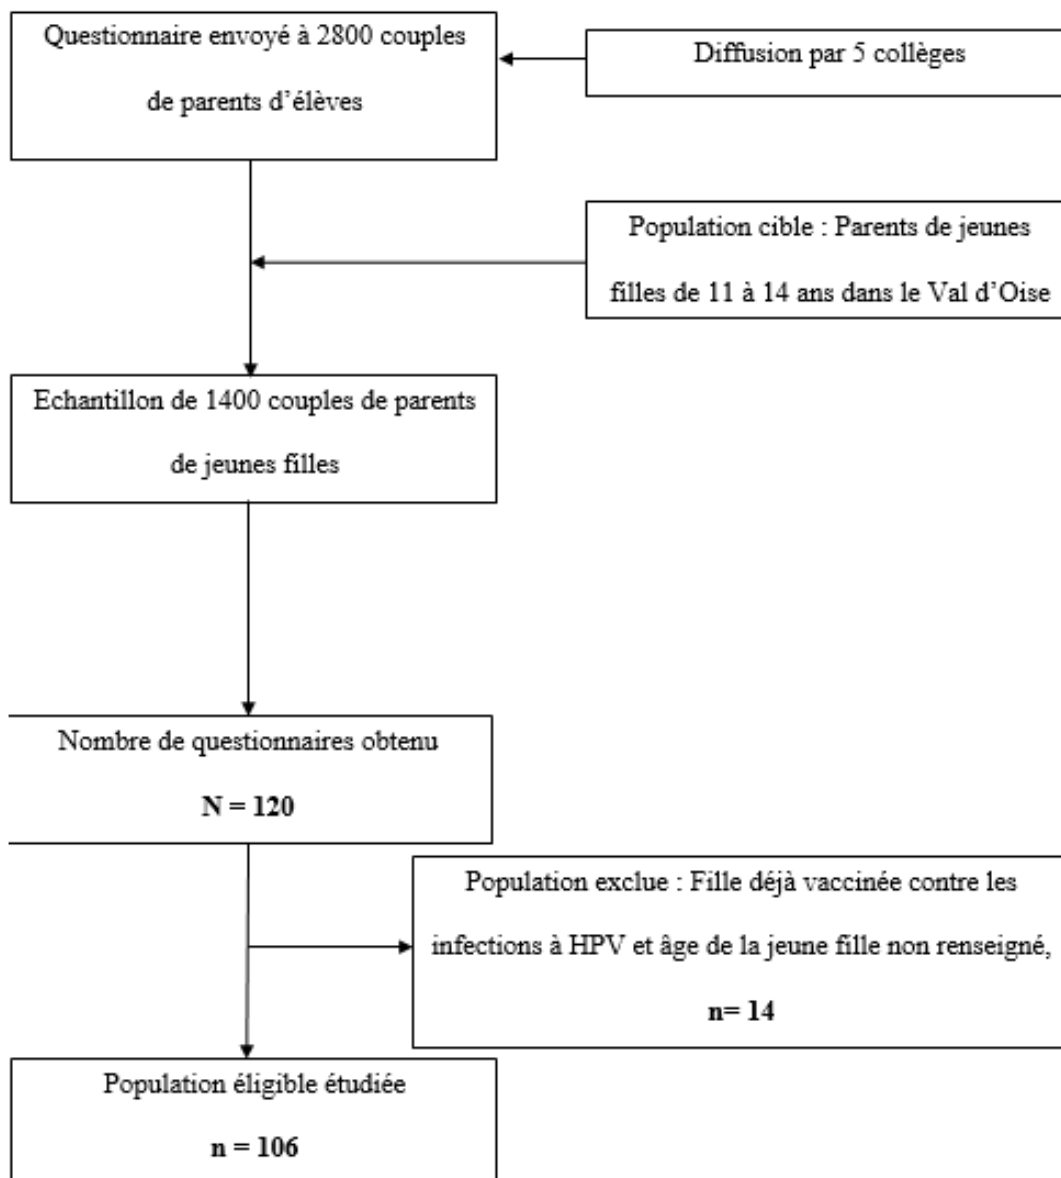 Questionnaire envoyé à 2800 couples
de parents d'élèves
Diffusion par 5 collèges
Population cible : Parents de jeunes
filles de 11 à 14 ans dans le Val d'Oise
Echantillon de 1400 couples de parents
de jeunes filles
Nombre de questionnaires obtenu
N = 120
Population exclue : Fille déjà vaccinée contre les
infections à HPV et âge de la jeune fille non renseigné,
n= 14
Population éligible étudiée
n = 106